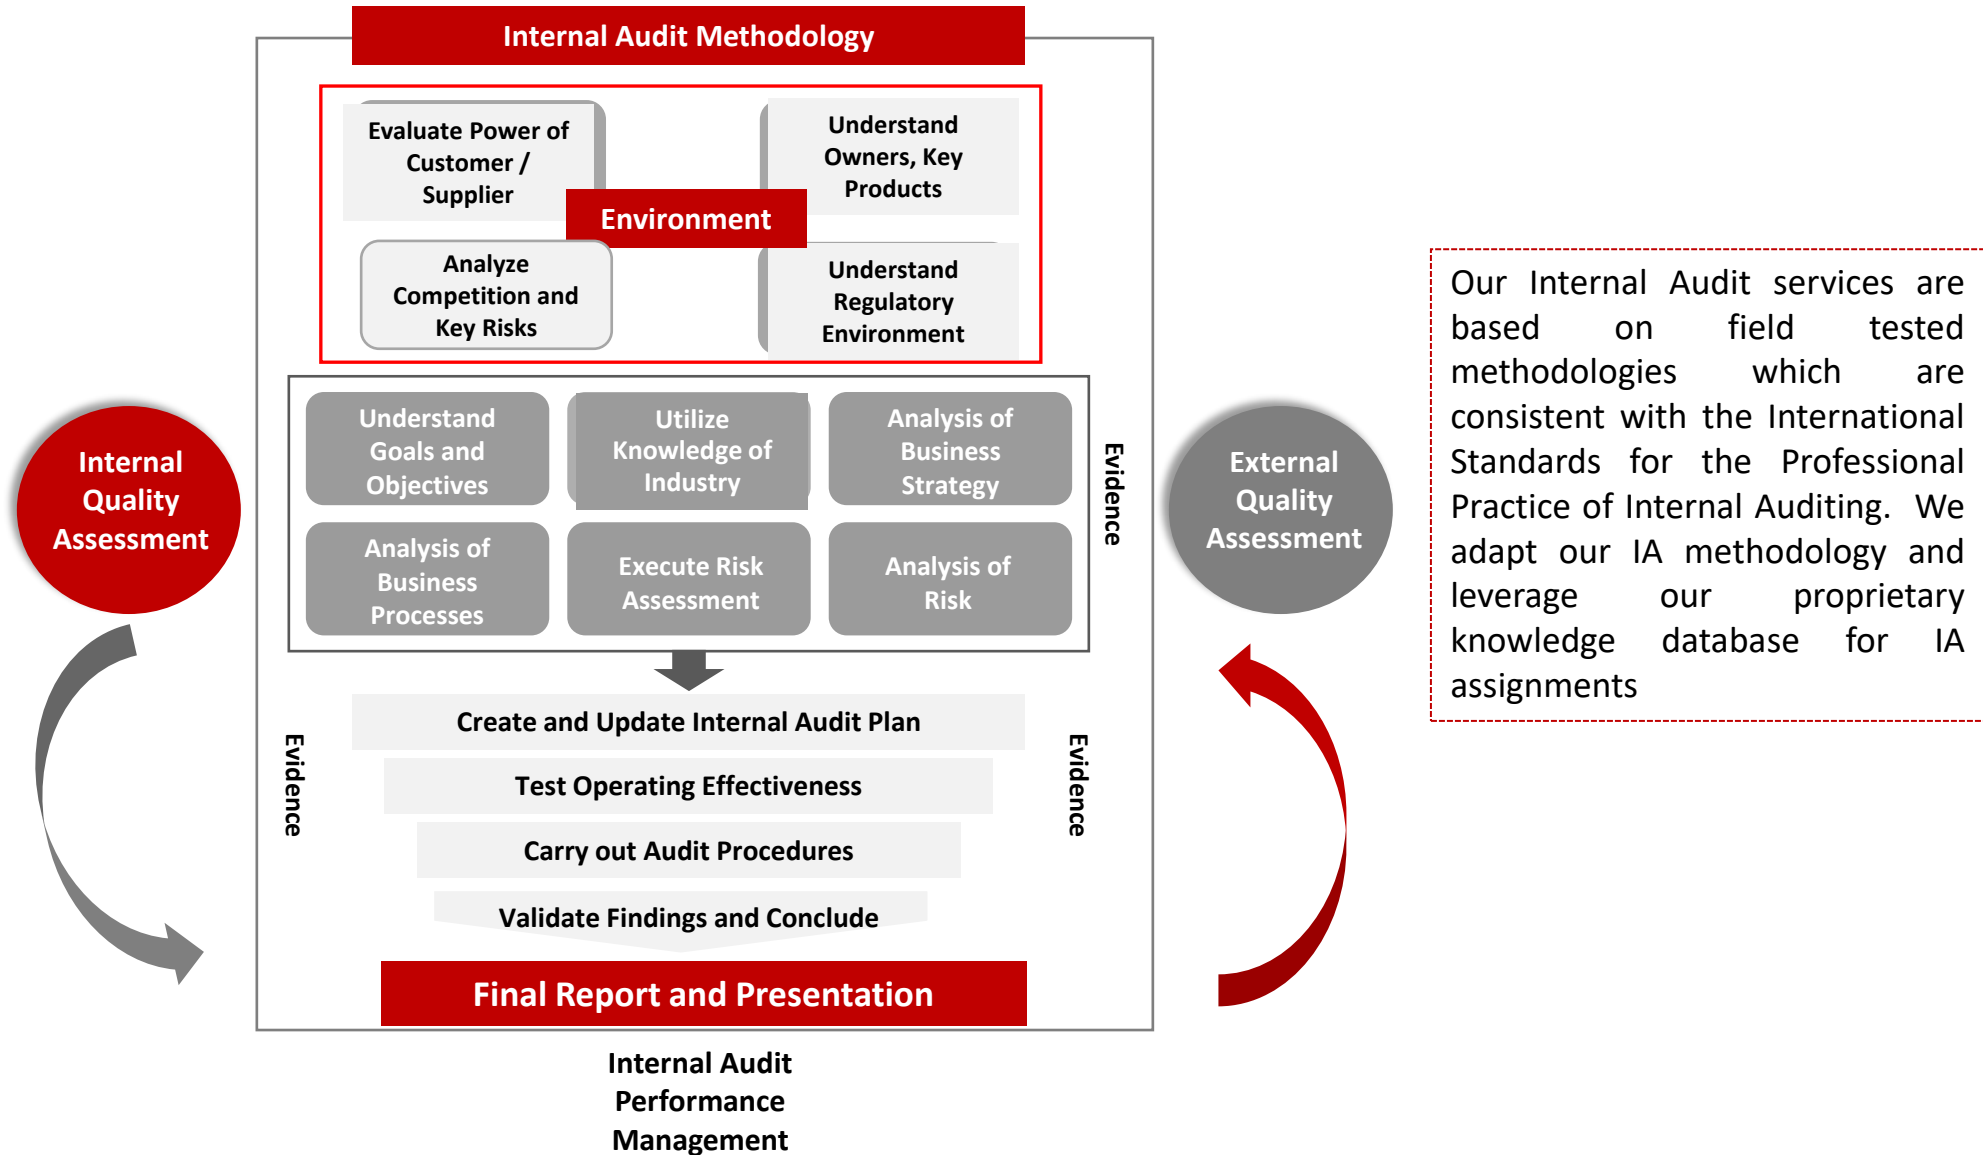 Internal Audit Methodology
Evaluate Power of
Customer /
Supplier
Understand
Owners, Key
Products
Environment
Analyze
Competition and
Key Risks
Understand
Regulatory
Environment
Understand
Goals and
Objectives
Utilize
Knowledge of
Industry
Analysis of
Business
Strategy
Evidence
Analysis of
Business
Processes
Execute Risk
Assessment
Analysis of
Risk
Internal
Quality
Assessment
External
Quality
Assessment
Create and Update Internal Audit Plan
Test Operating Effectiveness
Carry out Audit Procedures
Validate Findings and Conclude
Evidence
Evidence
Final Report and Presentation
Internal Audit
Performance
Management
Our Internal Audit services are
based on field tested
methodologies which are
consistent with the International
Standards for the Professional
Practice of Internal Auditing. We
adapt our IA methodology and
leverage our proprietary
knowledge database for IA
assignments